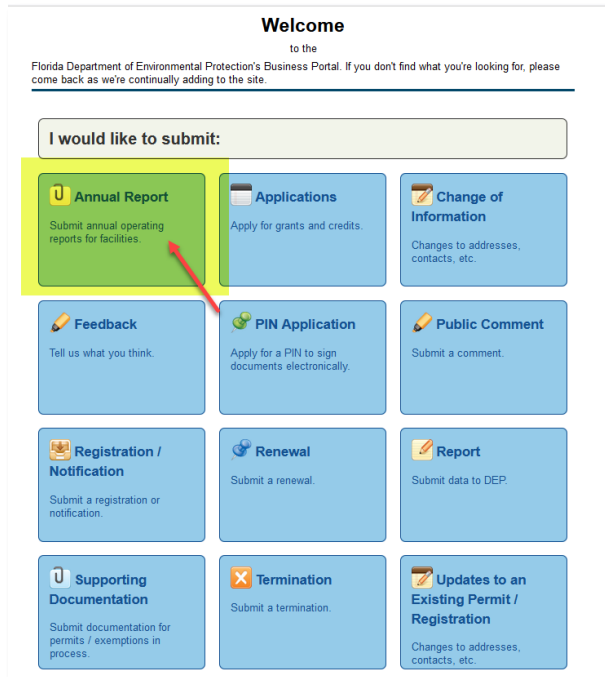 Welcome
to the
Florida Department of Environmental Protection's Business Portal. If you don't find what you're looking for, please
come back as we're continually adding to the site.
I would like to submit:
Annual Report
Submit annual operating
reports for facilities.
Applications
Apply for grants and credits.
Change of
Information
Changes to addresses,
contacts, etc.
Feedback
Tell us what you think.
PIN Application
Apply for a PIN to sign
documents electronically.
Public Comment
Submit a comment.
Registration /
Notification
Submit a registration or
notification.
Renewal
Submit a renewal.
Report
Submit data to DEP.
Supporting
Documentation
Submit documentation for
permits / exemptions in
process.
Termination
Submit a termination.
Updates to an
Existing Permit /
Registration
Changes to addresses,
contacts, etc.